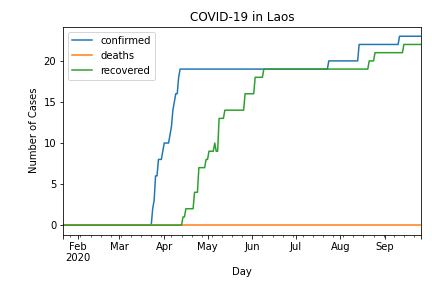 COVID-19 in Laos
confirmed
deaths
recovered
Number of Cases
20
15
10
5
0
Feb Mar Apr May Jun Jul Aug Sep
2020
Day